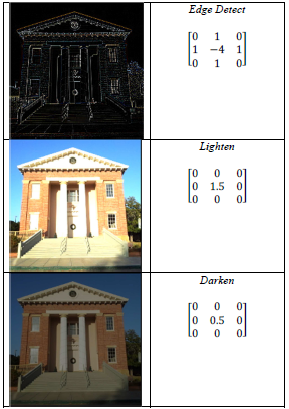 Edge Detect
[0 1 0]
[1 −4 1]
[0 1 0]
Lighten
[0 0 0]
[0 1.5 0]
[0 0 0]
Darken
[0 0 0]
[0 0.5 0]
[0 0 0]